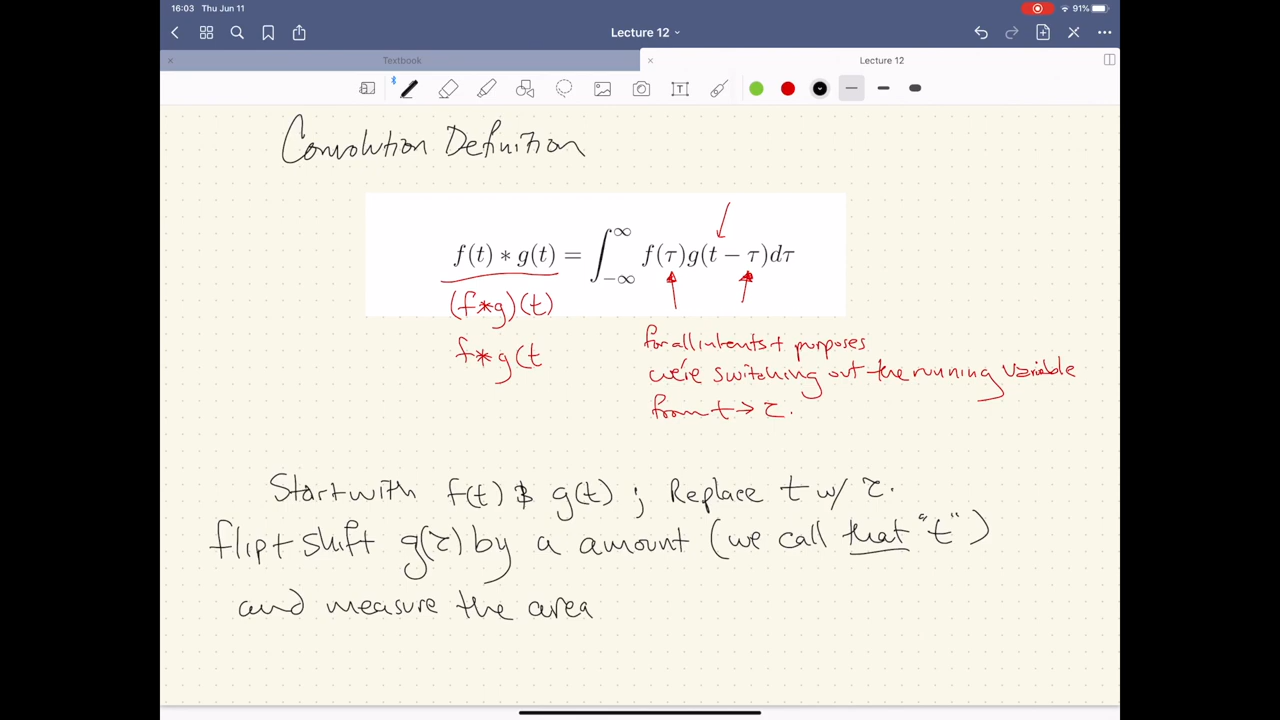 16:03 Thu Jun 11
91%
Lecture 12
Textbook
Lecture 12
Convolution Definition
f(t) ∗ g(t) = ∫_{-∞}^{∞} f(τ)g(t − τ)dτ
(f*g)(t)
f*g(t
for all intents + purposes
we're switching out the running variable
from t → τ.
Start with f(t) & g(t) ; Replace t w/ τ.
flip + shift g(τ) by a amount (we call that "t")
and measure the area